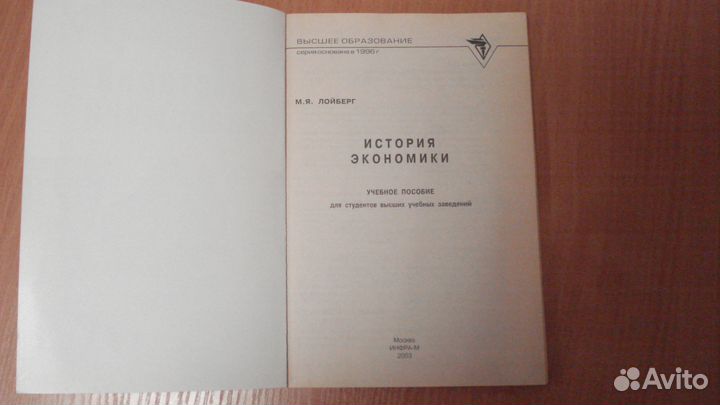 ВЫСШЕЕ ОБРАЗОВАНИЕ
серия основана в 1996 г
М.Я. ЛОЙБЕРГ
ИСТОРИЯ
ЭКОНОМИКИ
УЧЕБНОЕ ПОСОБИЕ
для студентов высших учебных заведений
Москва
ИНФРА-М
2003
Avito